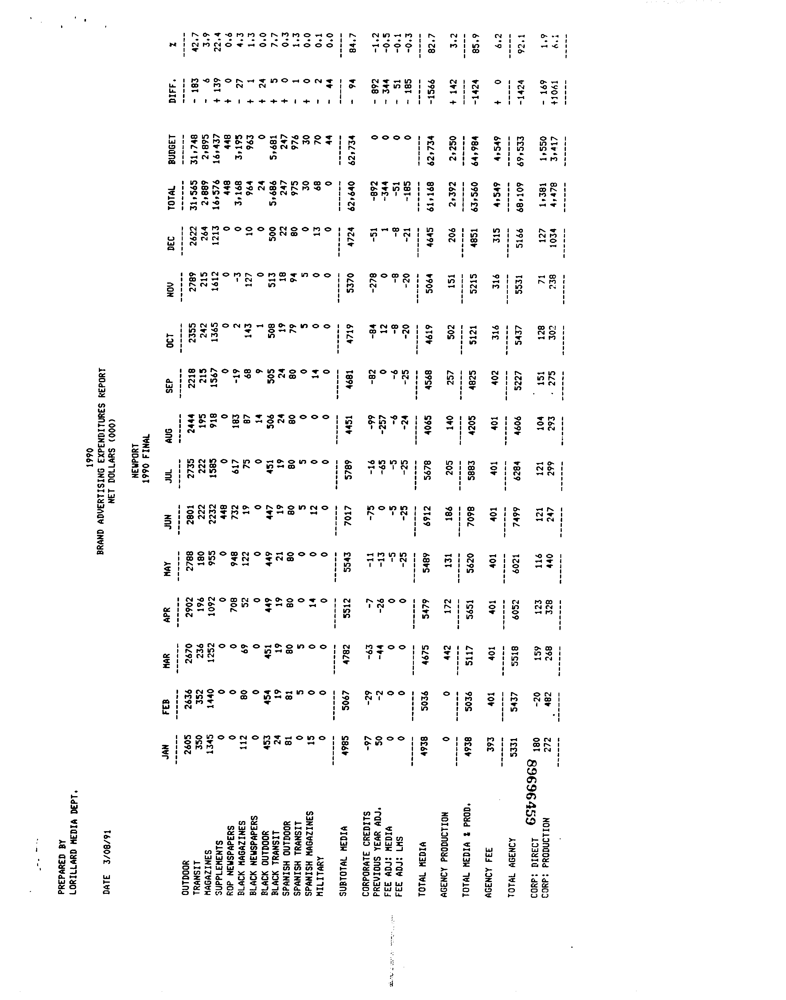 PREPARED BY
LORILLARD MEDIA DEPT.
DATE 3/08/91
1990
BRAND ADVERTISING EXPENDITURES REPORT
NET DOLLARS (000)
NEWPORT
1990 FINAL
JAN FEB MAR APR MAY JUN JUL AUG SEP OCT NOV DEC TOTAL BUDGET DIFF. %
OUTDOOR 2605 2636 2670 2902 2788 2801 2735 2444 2218 2355 2789 2622 31,565 31,748 - 183 42.7
TRANSIT 350 352 236 196 180 222 222 195 215 242 215 264 2,889 2,895 - 6 3.9
MAGAZINES 1345 1440 1252 1092 955 2232 1585 918 1567 1365 1612 1213 16,576 16,437 + 139 22.4
SUPPLEMENTS 0 0 0 0 0 448 0 0 0 0 0 0 448 448 + 0 0.6
ROP NEWSPAPERS 0 0 0 708 948 732 617 183 -19 2 -3 0 3,168 3,195 - 27 4.3
BLACK MAGAZINES 112 80 69 52 122 19 75 87 68 143 127 10 964 963 + 1 1.3
BLACK NEWSPAPERS 0 0 0 0 0 0 0 14 9 1 0 0 24 0 + 24 0.0
BLACK OUTDOOR 453 454 451 449 449 447 451 506 505 508 513 500 5,686 5,681 + 5 7.7
BLACK TRANSIT 24 19 19 19 21 19 19 24 24 19 18 22 247 247 + 0 0.3
SPANISH OUTDOOR 81 81 80 80 80 80 80 80 80 79 94 80 975 976 - 1 1.3
SPANISH TRANSIT 0 5 5 0 0 5 5 0 0 5 5 0 30 30 + 0 0.0
SPANISH MAGAZINES 15 0 0 14 0 12 0 0 14 0 0 13 68 70 - 2 0.1
MILITARY 0 0 0 0 0 0 0 0 0 0 0 0 0 44 - 44 0.0
SUBTOTAL MEDIA 4985 5067 4782 5512 5543 7017 5789 4451 4681 4719 5370 4724 62,640 62,734 - 94 84.7
CORPORATE CREDITS -97 -29 -63 -7 -11 -75 -16 -99 -82 -84 -278 -51 -892 0 - 892 -1.2
PREVIOUS YEAR ADJ. 50 -2 -44 -26 -13 0 -65 -257 0 12 0 1 -344 0 - 344 -0.5
FEE ADJ: MEDIA 0 0 0 0 -5 -5 -5 -6 -6 -8 -8 -8 -51 0 - 51 -0.1
FEE ADJ: LMS 0 0 0 0 -25 -25 -25 -24 -25 -20 -20 -21 -185 0 - 185 -0.3
TOTAL MEDIA 4938 5036 4675 5479 5489 6912 5678 4065 4568 4619 5064 4645 61,168 62,734 -1566 82.7
AGENCY PRODUCTION 0 0 442 172 131 186 205 140 257 502 151 206 2,392 2,250 + 142 3.2
TOTAL MEDIA & PROD. 4938 5036 5117 5651 5620 7098 5883 4205 4825 5121 5215 4851 63,560 64,984 -1424 85.9
AGENCY FEE 393 401 401 401 401 401 401 401 402 316 316 315 4,549 4,549 + 0 6.2
TOTAL AGENCY 5331 5437 5518 6052 6021 7499 6284 4606 5227 5437 5531 5166 68,109 69,533 -1424 92.1
CORP: DIRECT 180 -20 159 123 116 121 121 104 151 128 71 127 1,381 1,550 - 169 1.9
CORP: PRODUCTION 272 482 268 328 440 247 299 293 275 302 238 1034 4,478 3,417 +1061 6.1
89696459